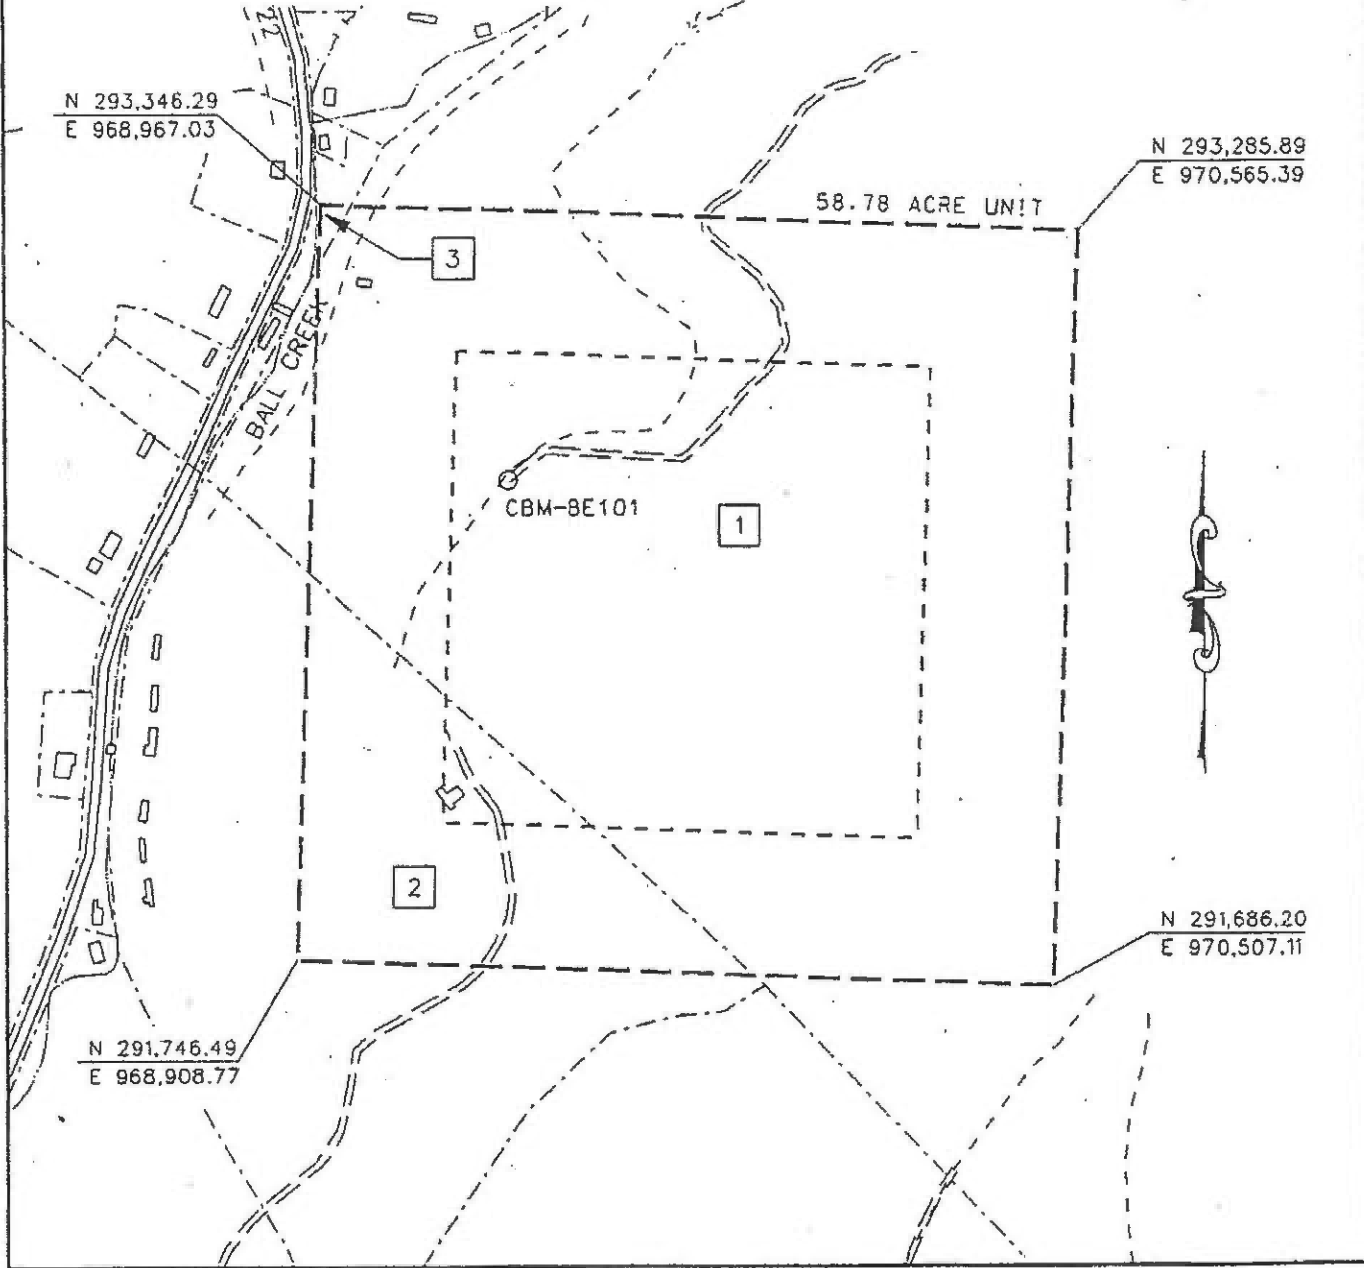 22
N 293,346.29
E 968,967.03
N 293,285.89
E 970,565.39
58.78 ACRE UNIT
3
BALL CREEK
CBM-BE101
1
2
N 291,686.20
E 970,507.11
N 291,746.49
E 968,908.77